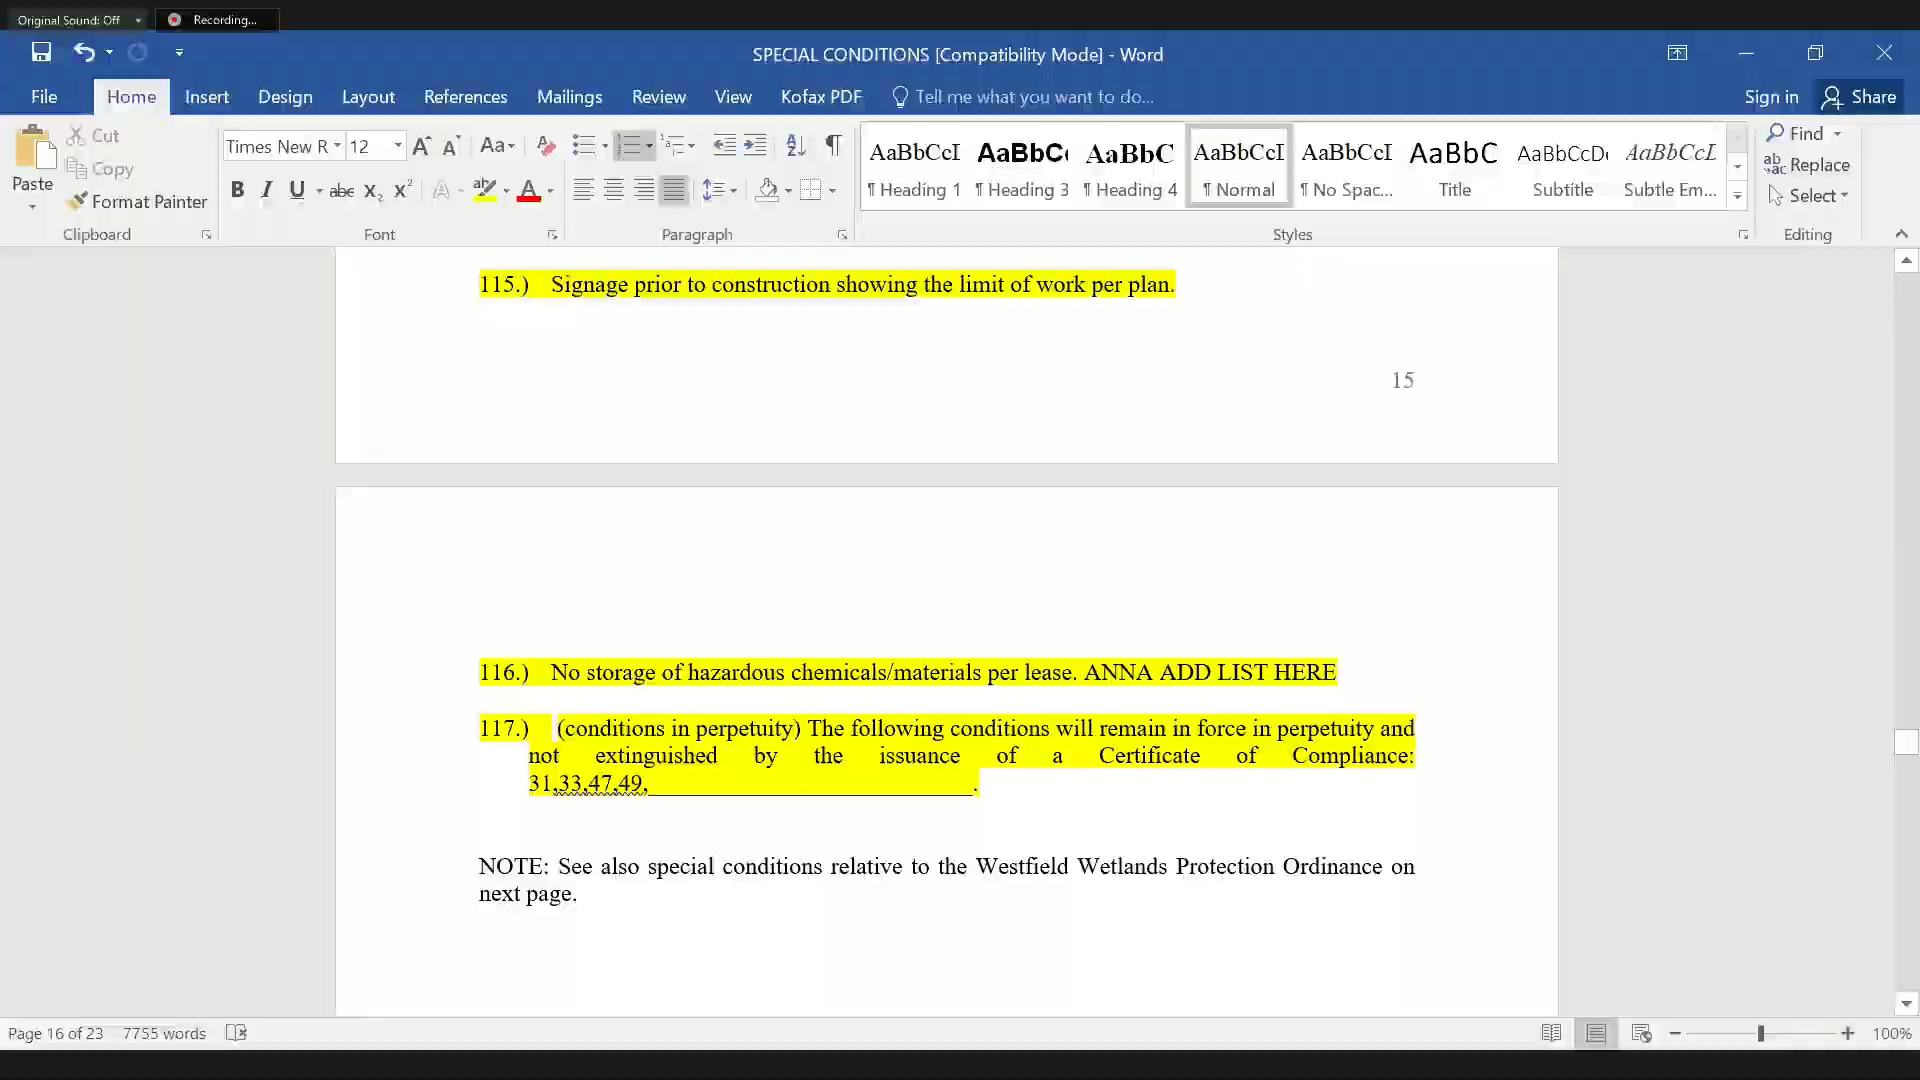 Original Sound: Off
Recording...
SPECIAL CONDITIONS [Compatibility Mode] - Word
File Home Insert Design Layout References Mailings Review View Kofax PDF Tell me what you want to do... Sign in Share
Paste
Cut
Copy
Format Painter
Clipboard
Times New R 12
Font
Paragraph
AaBbCcI AaBbC AaBbC AaBbCcI AaBbCcI AaBbC AaBbCcD AaBbCcL
¶ Heading 1 ¶ Heading 3 ¶ Heading 4 ¶ Normal ¶ No Spac... Title Subtitle Subtle Em...
Styles
Find
Replace
Select
Editing
115.) Signage prior to construction showing the limit of work per plan.
15
116.) No storage of hazardous chemicals/materials per lease. ANNA ADD LIST HERE
117.) (conditions in perpetuity) The following conditions will remain in force in perpetuity and
not extinguished by the issuance of a Certificate of Compliance:
31,33,47,49,___________________________.
NOTE: See also special conditions relative to the Westfield Wetlands Protection Ordinance on
next page.
Page 16 of 23 7755 words
100%